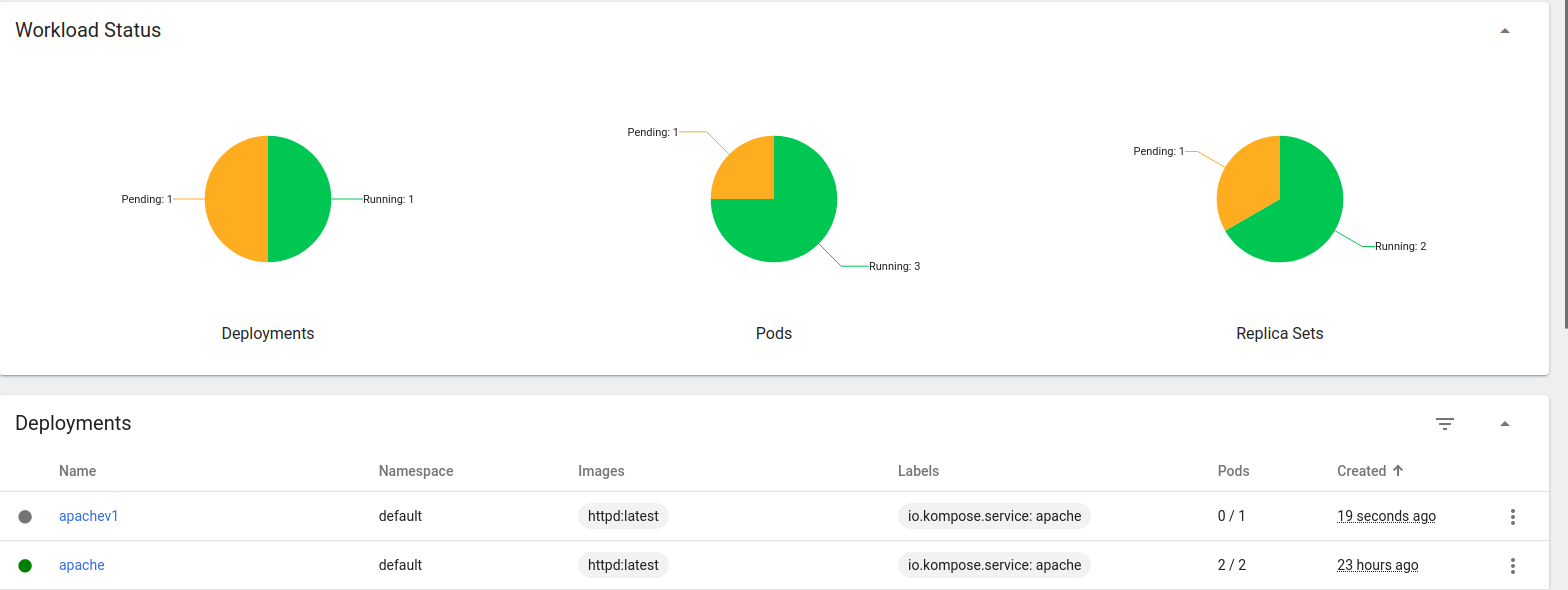 Workload Status
Pending: 1
Running: 1
Deployments
Pending: 1
Running: 3
Pods
Pending: 1
Running: 2
Replica Sets
Deployments
Name Namespace Images Labels Pods Created
apachev1 default httpd:latest io.kompose.service: apache 0 / 1 19 seconds ago
apache default httpd:latest io.kompose.service: apache 2 / 2 23 hours ago